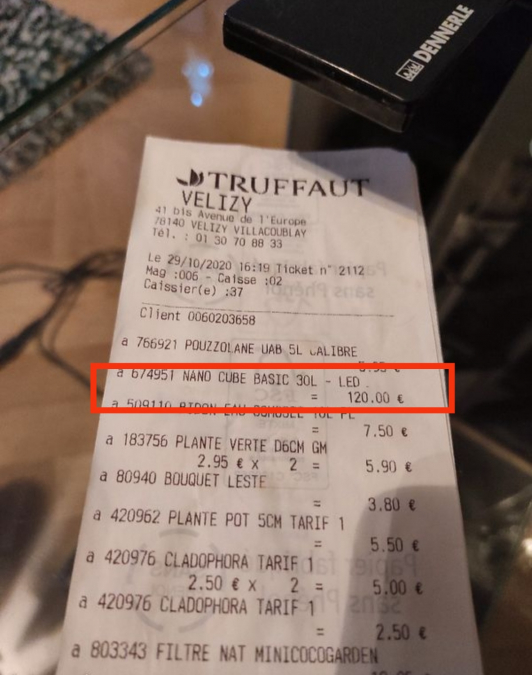 DENNERLE
TRUFFAUT
VELIZY
41 bis Avenue de l'Europe
78140 VELIZY VILLACOUBLAY
Tél. : 01 30 70 88 33
Le 29/10/2020 16:19 Ticket n° 2112
Mag :006 - Caisse :02
Caissier(e) :37
Client 0060203658
a 766921 POUZZOLANE UAB 5L CALIBRE
a 674951 NANO CUBE BASIC 30L - LED
= 120.00 €
a 509110 BIDON EAU
7.50 €
a 183756 PLANTE VERTE D6CM GM
2.95 € X 2 = 5.90 €
a 80940 BOUQUET LESTE
= 3.80 €
a 420962 PLANTE POT 5CM TARIF 1
= 5.50 €
a 420976 CLADOPHORA TARIF 1
2.50 € X 2 = 5.00 €
a 420976 CLADOPHORA TARIF 1
= 2.50 €
a 803343 FILTRE NAT MINICOCOGARDEN